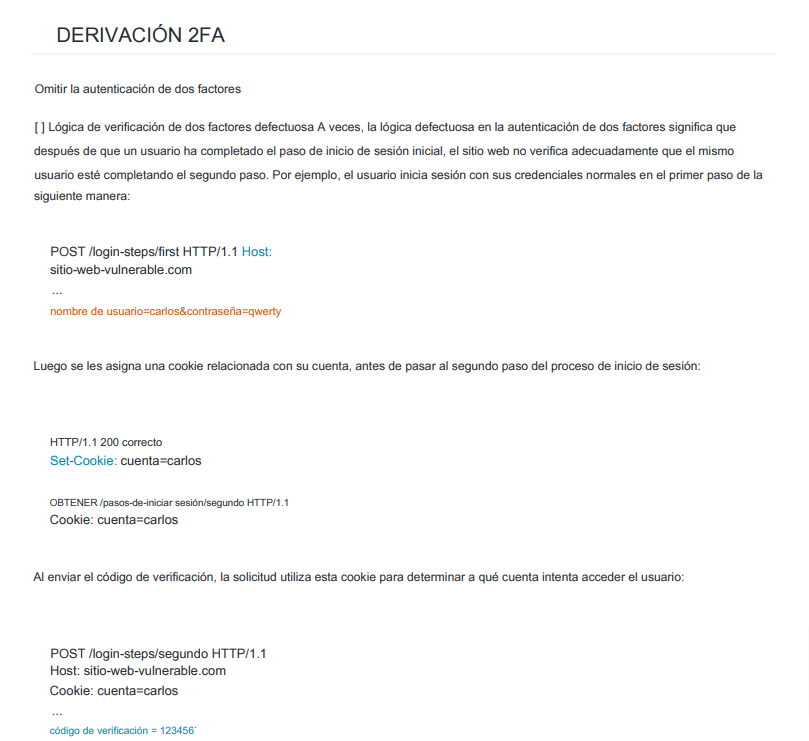 DERIVACIÓN 2FA
Omitir la autenticación de dos factores
[ ] Lógica de verificación de dos factores defectuosa A veces, la lógica defectuosa en la autenticación de dos factores significa que
después de que un usuario ha completado el paso de inicio de sesión inicial, el sitio web no verifica adecuadamente que el mismo
usuario esté completando el segundo paso. Por ejemplo, el usuario inicia sesión con sus credenciales normales en el primer paso de la
siguiente manera:
POST /login-steps/first HTTP/1.1 Host:
sitio-web-vulnerable.com
...
nombre de usuario=carlos&contraseña=qwerty
Luego se les asigna una cookie relacionada con su cuenta, antes de pasar al segundo paso del proceso de inicio de sesión:
HTTP/1.1 200 correcto
Set-Cookie: cuenta=carlos
OBTENER /pasos-de-iniciar sesión/segundo HTTP/1.1
Cookie: cuenta=carlos
Al enviar el código de verificación, la solicitud utiliza esta cookie para determinar a qué cuenta intenta acceder el usuario:
POST /login-steps/segundo HTTP/1.1
Host: sitio-web-vulnerable.com
Cookie: cuenta=carlos
...
código de verificación = 123456`